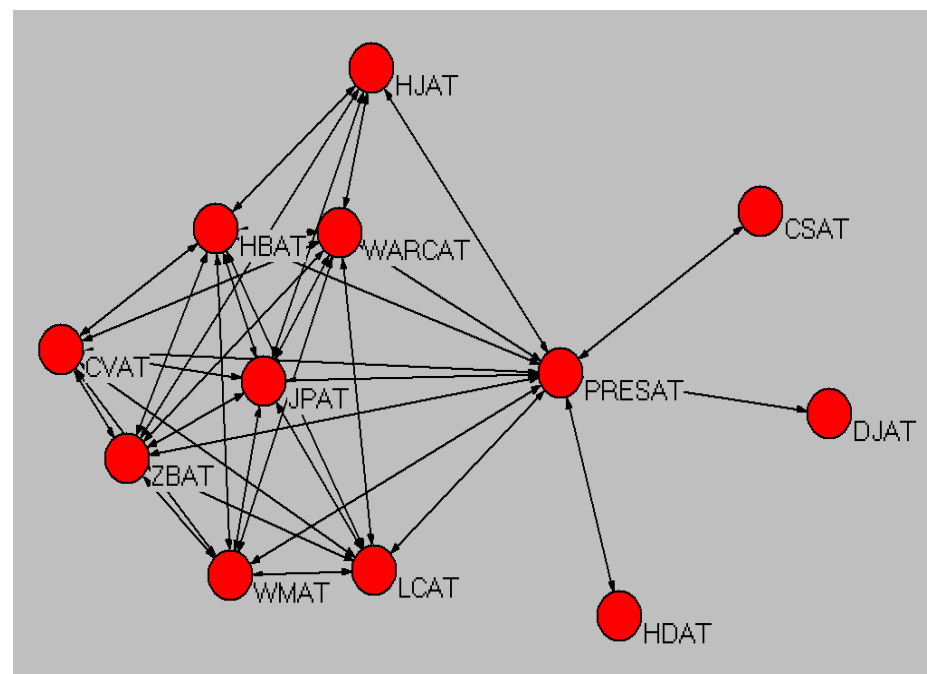 HJAT
CSAT
HBAT
WARCAT
CVAT
JPAT
PRESAT
DJAT
ZBAT
WMAT
LCAT
HDAT